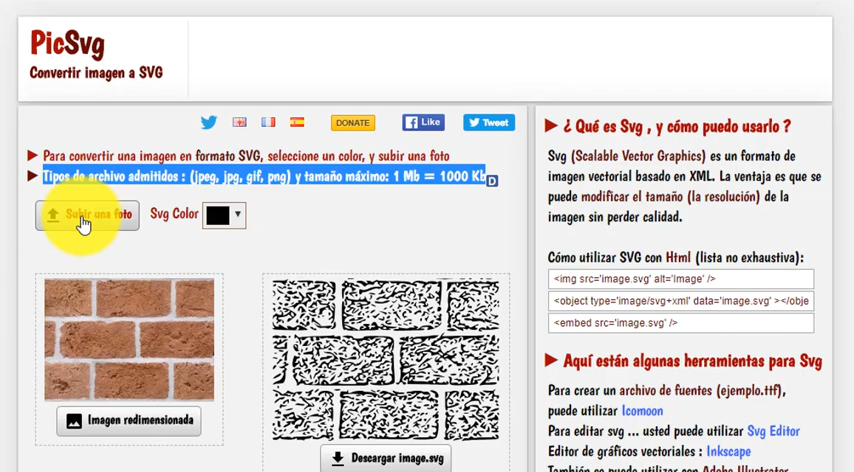 PicSvg
Convertir imagen a SVG
DONATE
Like
Tweet
Para convertir una imagen en formato SVG, seleccione un color, y subir una foto
Tipos de archivo admitidos : (jpeg, jpg, gif, png) y tamaño máximo: 1 Mb = 1000 Kb
D
Subir una foto
Svg Color
Imagen redimensionada
Descargar image.svg
¿ Qué es Svg , y cómo puedo usarlo ?
Svg (Scalable Vector Graphics) es un formato de
imagen vectorial basado en XML. La ventaja es que se
puede modificar el tamaño (la resolución) de la
imagen sin perder calidad.
Cómo utilizar SVG con Html (lista no exhaustiva):
<img src='image.svg' alt='Image' />
<object type='image/svg+xml' data='image.svg' ></obje
<embed src='image.svg' />
Aquí están algunas herramientas para Svg
Para crear un archivo de fuentes (ejemplo.ttf),
puede utilizar Icomoon
Para editar svg ... usted puede utilizar Svg Editor
Editor de gráficos vectoriales : Inkscape
También se puede utilizar con Adobe Illustrator